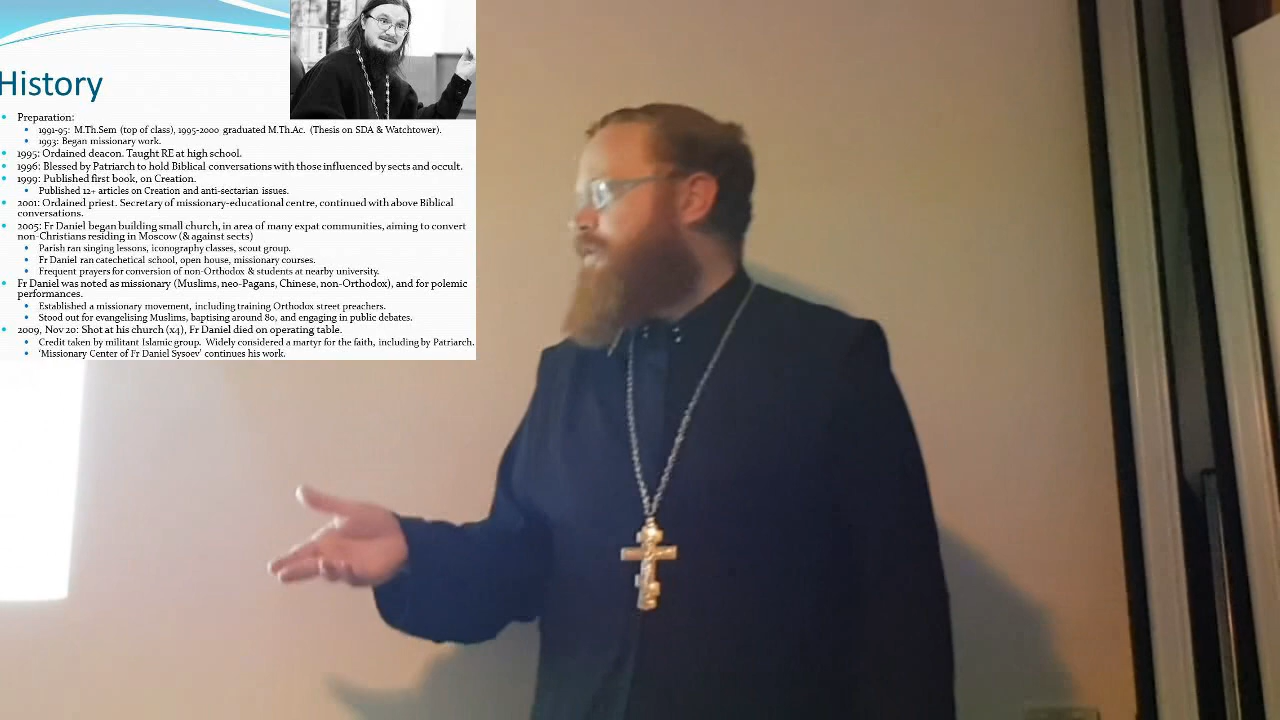 History
Preparation:
1991-95: M.Th.Sem (top of class), 1995-2000 graduated M.Th.Ac. (Thesis on SDA & Watchtower).
1993: Began missionary work.
1995: Ordained deacon. Taught RE at high school.
1996: Blessed by Patriarch to hold Biblical conversations with those influenced by sects and occult.
1999: Published first book, on Creation.
Published 12+ articles on Creation and anti-sectarian issues.
2001: Ordained priest. Secretary of missionary-educational centre, continued with above Biblical
conversations.
2005: Fr Daniel began building small church, in area of many expat communities, aiming to convert
non-Christians residing in Moscow (& against sects)
Parish ran singing lessons, iconography classes, scout group.
Fr Daniel ran catechetical school, open house, missionary courses.
Frequent prayers for conversion of non-Orthodox & students at nearby university.
Fr Daniel was noted as missionary (Muslims, neo-Pagans, Chinese, non-Orthodox), and for polemic
performances.
Established a missionary movement, including training Orthodox street preachers.
Stood out for evangelising Muslims, baptising around 80, and engaging in public debates.
2009, Nov 20: Shot at his church (x4), Fr Daniel died on operating table.
Credit taken by militant Islamic group. Widely considered a martyr for the faith, including by Patriarch.
'Missionary Center of Fr Daniel Sysoev' continues his work.